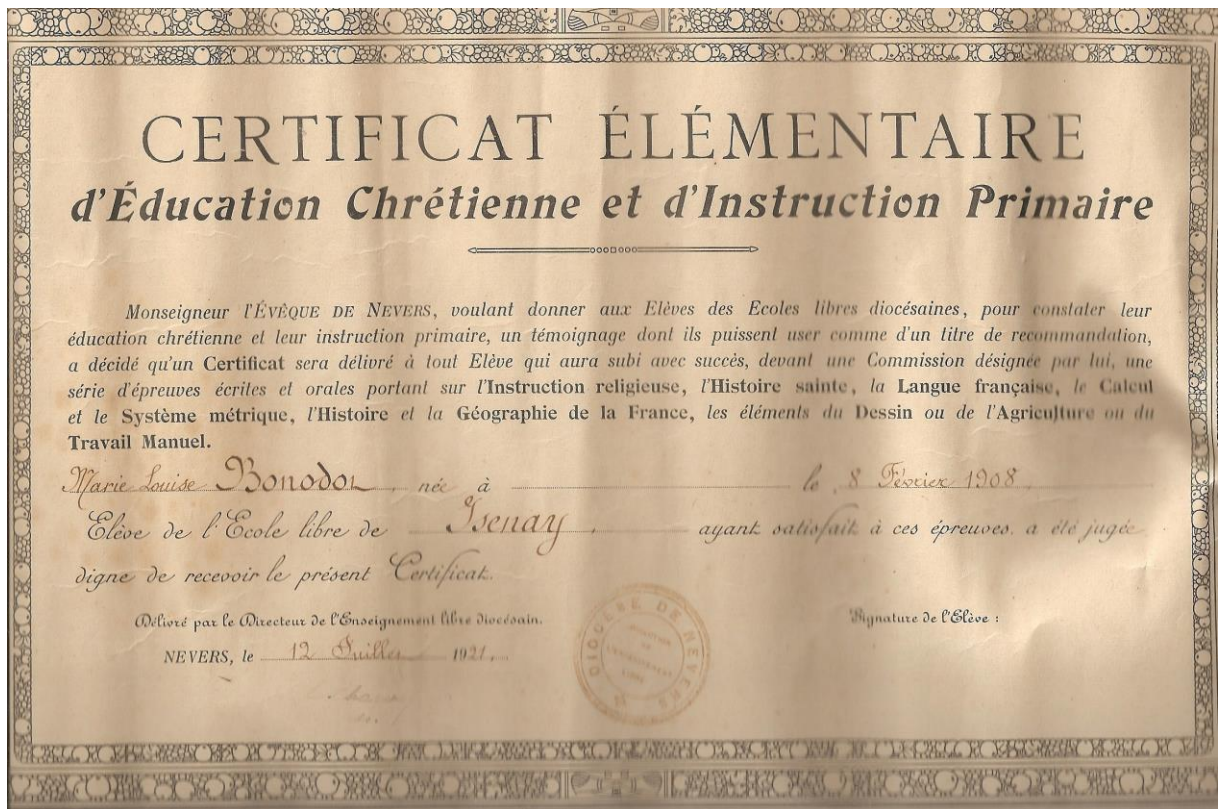 CERTIFICAT ÉLÉMENTAIRE
d'Éducation Chrétienne et d'Instruction Primaire
Monseigneur l'ÉVÊQUE DE NEVERS, voulant donner aux Elèves des Ecoles libres diocésaines, pour constater leur
éducation chrétienne et leur instruction primaire, un témoignage dont ils puissent user comme d'un titre de recommandation,
a décidé qu'un Certificat sera délivré à tout Elève qui aura subi avec succès, devant une Commission désignée par lui, une
série d'épreuves écrites et orales portant sur l'Instruction religieuse, l'Histoire sainte, la Langue française, le Calcul
et le Système métrique, l'Histoire et la Géographie de la France, les éléments du Dessin ou de l'Agriculture ou du
Travail Manuel.
Marie Louise Bonodot, née à le 8 Février 1908
Elève de l'Ecole libre de Isenay, ayant satisfait à ces épreuves, a été jugée
digne de recevoir le présent Certificat.
Délivré par le Directeur de l'Enseignement libre diocésain.
Signature de l'Elève :
NEVERS, le 12 Juillet 1921.
DIOCÈSE DE NEVERS